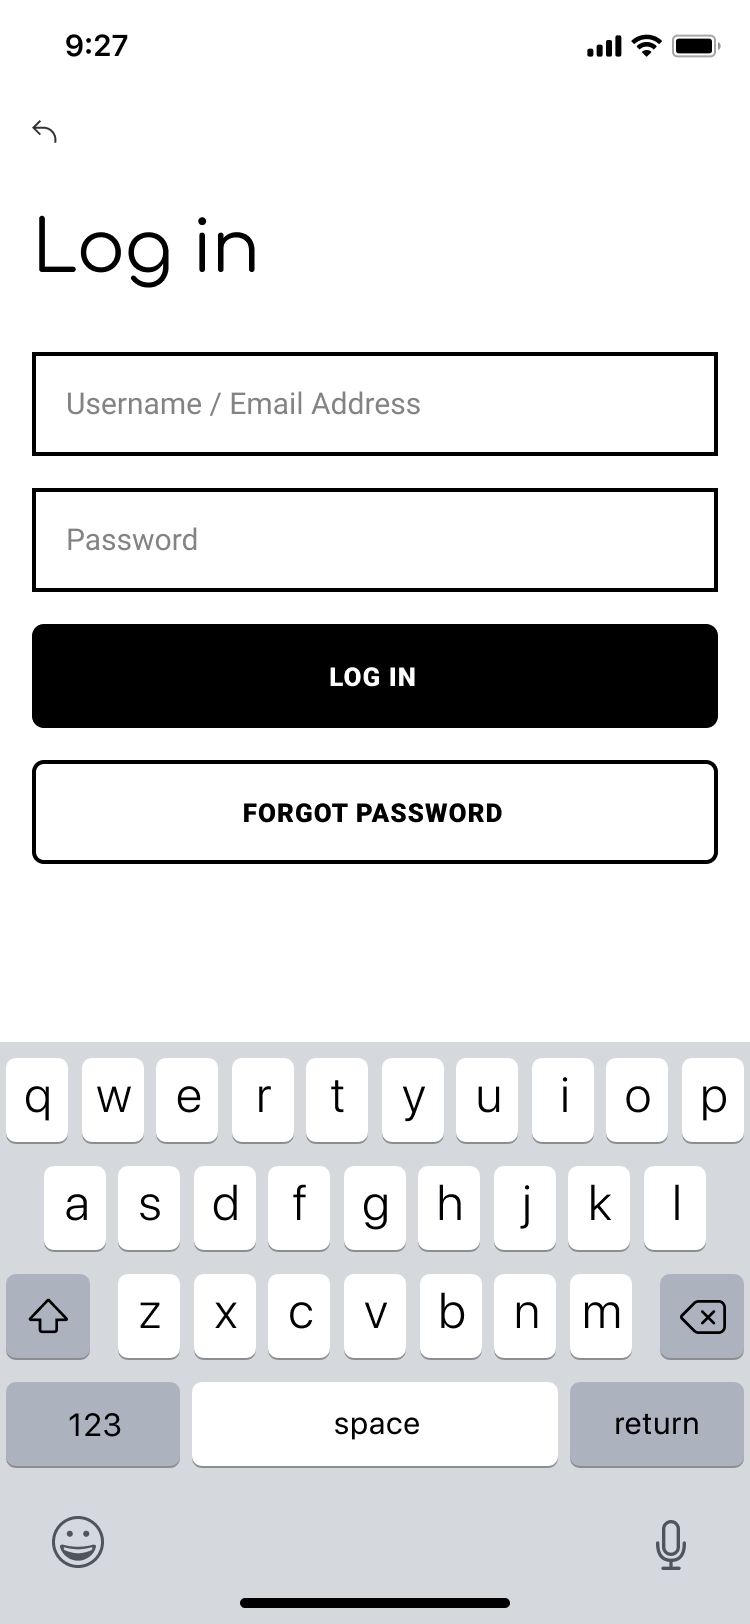 9:27
Log in
Username / Email Address
Password
LOG IN
FORGOT PASSWORD
q w e r t y u i o p
a s d f g h j k l
z x c v b n m
123 space return